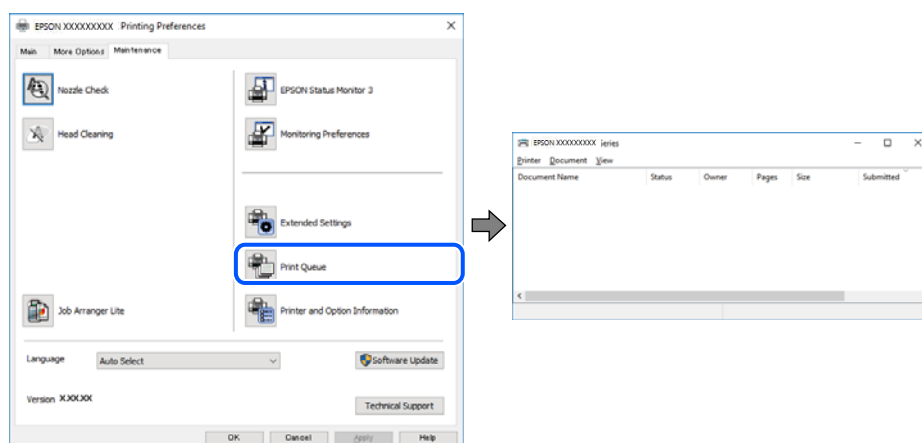 EPSON XXXXXXXXX Printing Preferences
Main More Options Maintenance
Nozzle Check
EPSON Status Monitor 3
Head Cleaning
Monitoring Preferences
Extended Settings
Print Queue
Job Arranger Lite
Printer and Option Information
Language Auto Select Software Update
Version X.XX.XX
Technical Support
OK Cancel Apply Help
EPSON XXXXXXXXX ieries
Printer Document View
Document Name Status Owner Pages Size Submitted